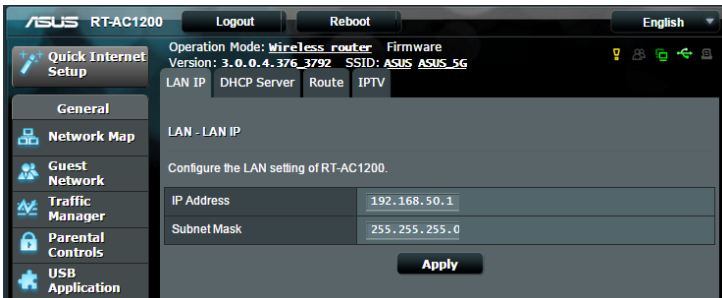 ASUS RT-AC1200 Logout Reboot English
Quick Internet Setup
Operation Mode: Wireless router Firmware
Version: 3.0.0.4.376_3792 SSID: ASUS ASUS_5G
LAN IP DHCP Server Route IPTV
General
Network Map
Guest Network
Traffic Manager
Parental Controls
USB Application
LAN - LAN IP
Configure the LAN setting of RT-AC1200.
IP Address 192.168.50.1
Subnet Mask 255.255.255.0
Apply